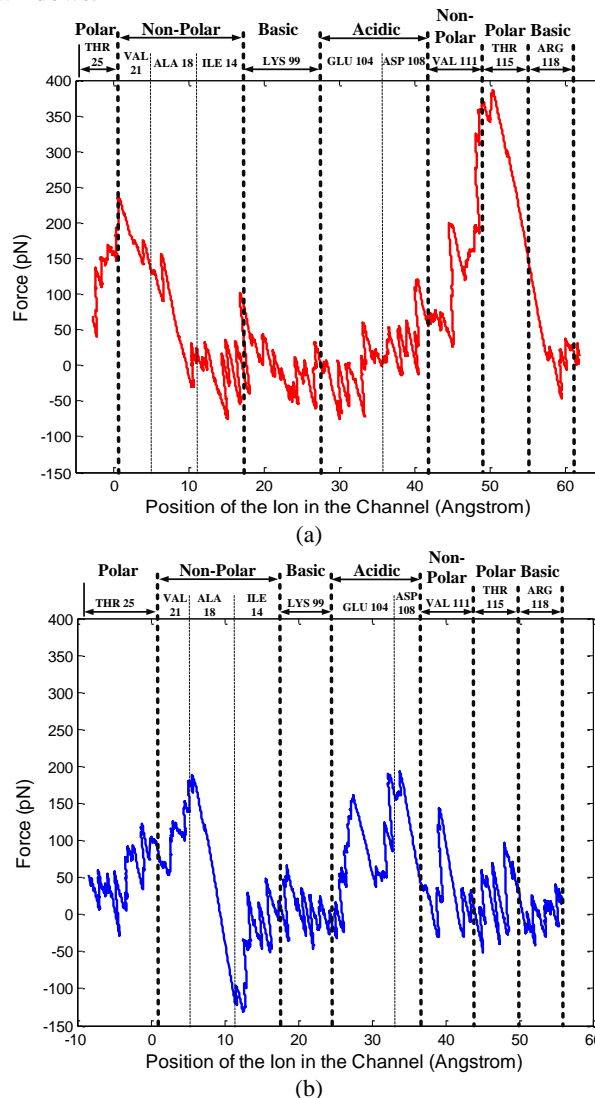 windows.
Polar Non-Polar Basic Acidic Non-Polar Polar Basic
THR 25 VAL 21 ALA 18 ILE 14 LYS 99 GLU 104 ASP 108 VAL 111 THR 115 ARG 118
400
350
300
250
200
150
100
50
0
-50
-100
-150
Force (pN)
0 10 20 30 40 50 60
Position of the Ion in the Channel (Angstrom)
(a)
Polar Non-Polar Basic Acidic Non-Polar Polar Basic
THR 25 VAL 21 ALA 18 ILE 14 LYS 99 GLU 104 ASP 108 VAL 111 THR 115 ARG 118
400
350
300
250
200
150
100
50
0
-50
-100
-150
Force (pN)
-10 0 10 20 30 40 50 60
Position of the Ion in the Channel (Angstrom)
(b)